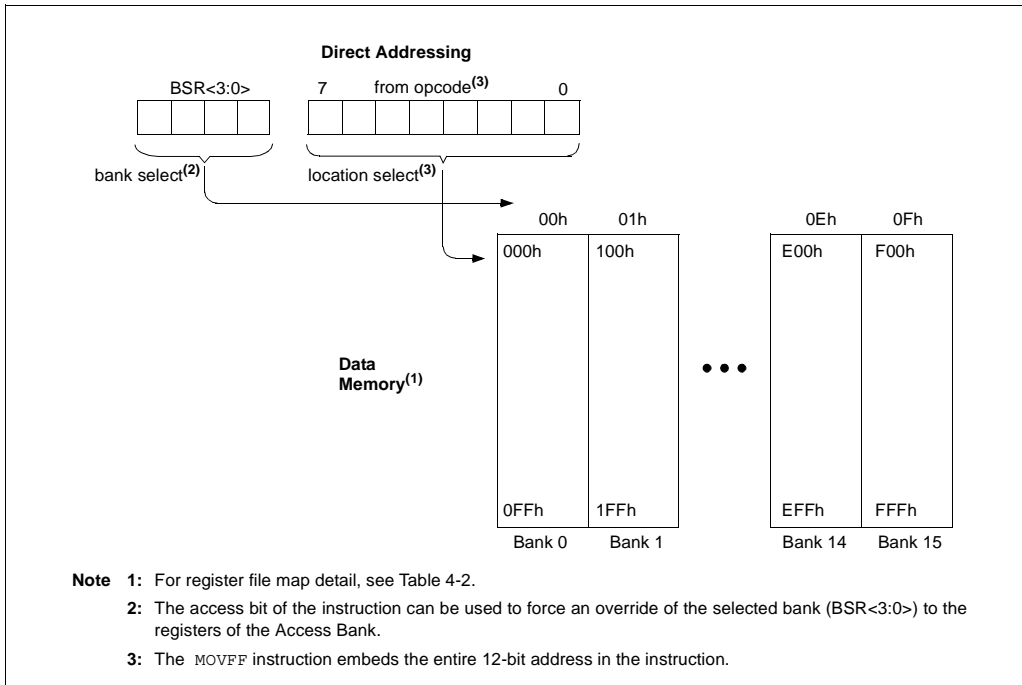 Direct Addressing
BSR<3:0>
7 from opcode(3) 0
bank select(2) location select(3)
00h 01h 0Eh 0Fh
000h 100h E00h F00h
Data
Memory(1)
0FFh 1FFh EFFh FFFh
Bank 0 Bank 1 Bank 14 Bank 15
Note 1: For register file map detail, see Table 4-2.
2: The access bit of the instruction can be used to force an override of the selected bank (BSR<3:0>) to the
registers of the Access Bank.
3: The MOVFF instruction embeds the entire 12-bit address in the instruction.